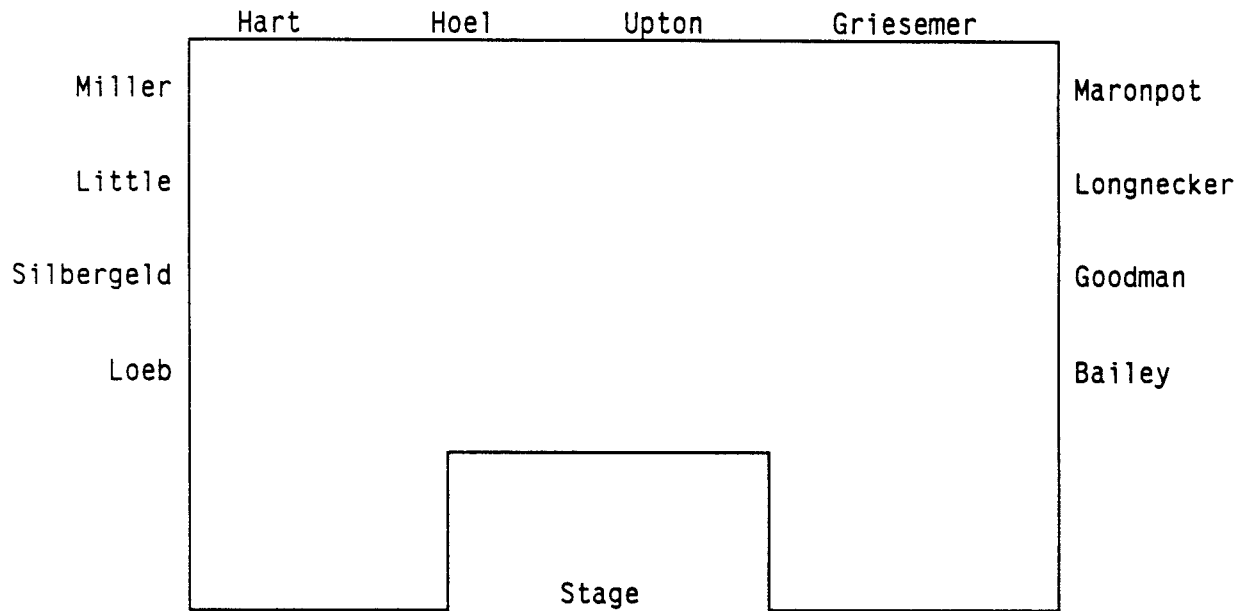 Hart Hoel Upton Griesemer
Miller Maronpot
Little Longnecker
Silbergeld Goodman
Loeb Bailey
Stage